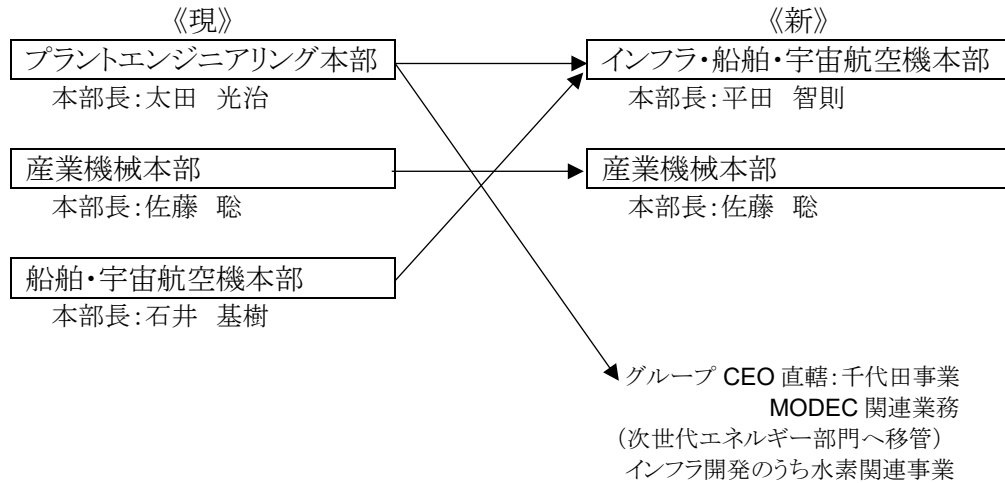 《現》
《新》
プラントエンジニアリング本部
インフラ・船舶・宇宙航空機本部
本部長:太田 光治
本部長:平田 智則
産業機械本部
産業機械本部
本部長:佐藤 聡
本部長:佐藤 聡
船舶・宇宙航空機本部
本部長:石井 基樹
グループ CEO 直轄:千代田事業
MODEC 関連業務
(次世代エネルギー部門へ移管)
インフラ開発のうち水素関連事業